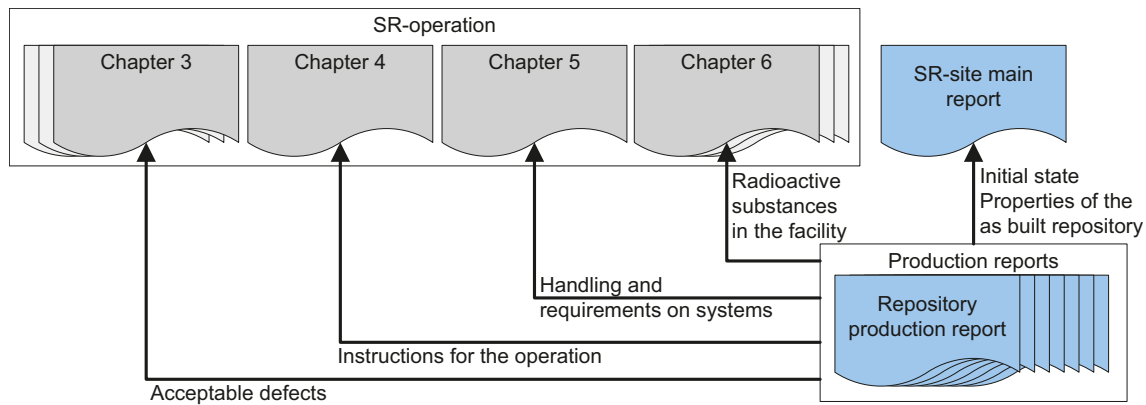 SR-operation
Chapter 3
Chapter 4
Chapter 5
Chapter 6
SR-site main
report
Radioactive
substances
in the facility
Initial state
Properties of the
as built repository
Production reports
Handling and
requirements on systems
Repository
production report
Instructions for the operation
Acceptable defects